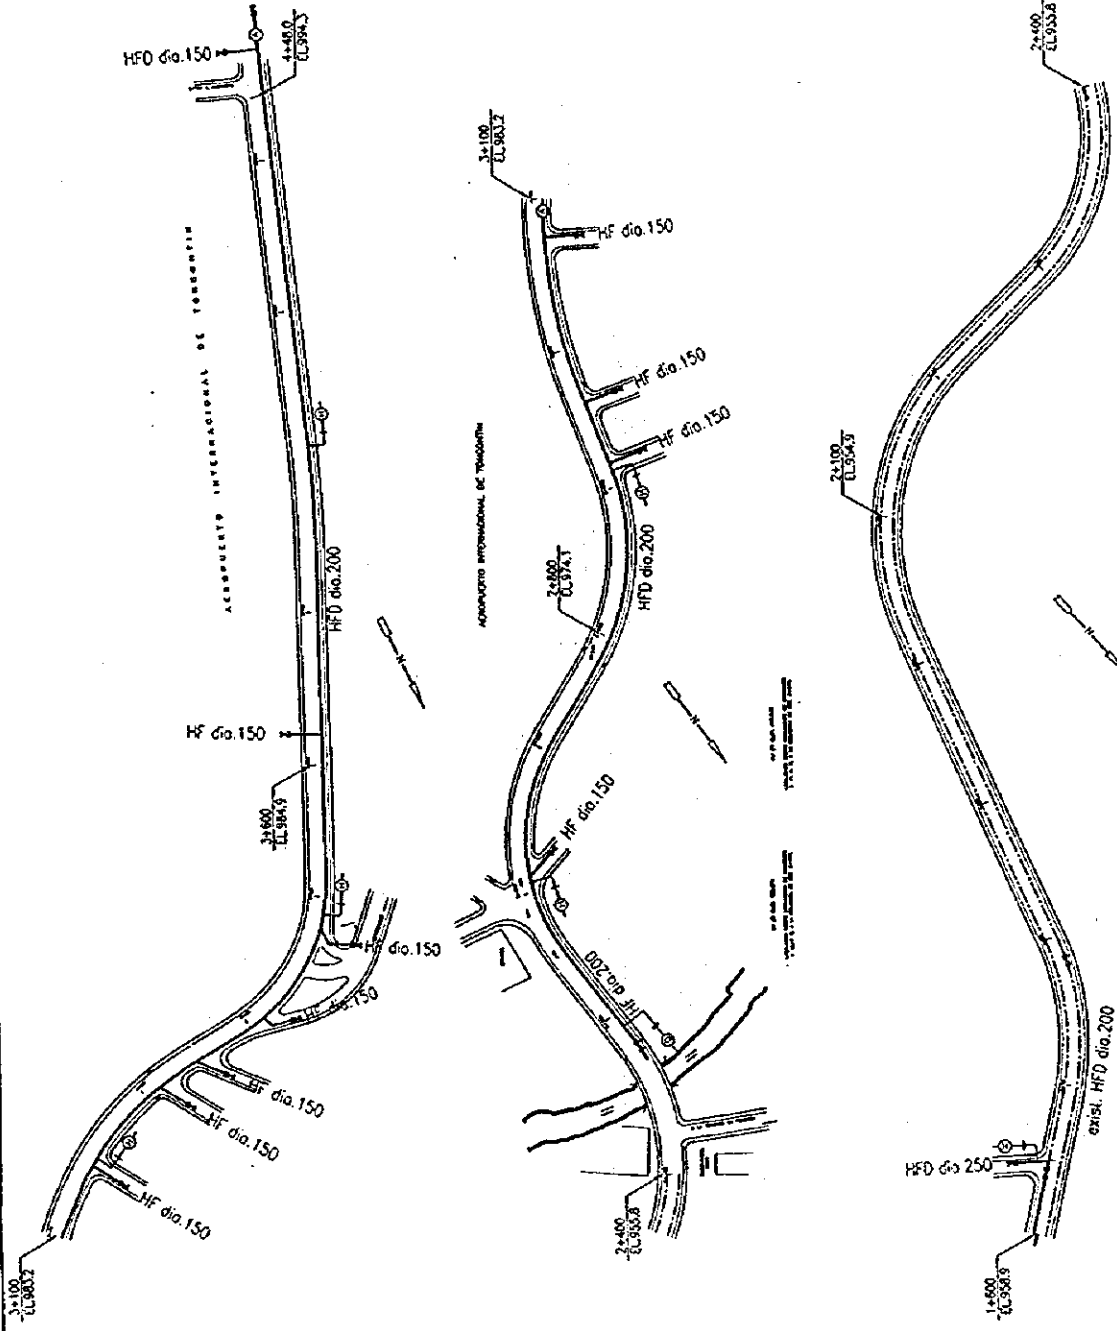 HFD dia.150
4+48.0
EL.994.3
AEROPUERTO INTERNACIONAL DE TONCONTIN
HFD dia.200
N
HF dia.150
3+600
EL.984.9
HF dia.150
HF dia.150
HF dia.150
HF dia.150
HF dia.150
3+100
EL.983.2
3+100
EL.983.2
HF dia.150
HF dia.150
HF dia.150
AEROPUERTO INTERNACIONAL DE TONCONTIN
2+800
EL.974.1
HFD dia.200
N
HF dia.150
HF dia.200
2+400
EL.955.8
2+400
EL.955.8
2+100
EL.954.9
N
exist. HFD dia.200
HFD dia 250
1+600
EL.958.9